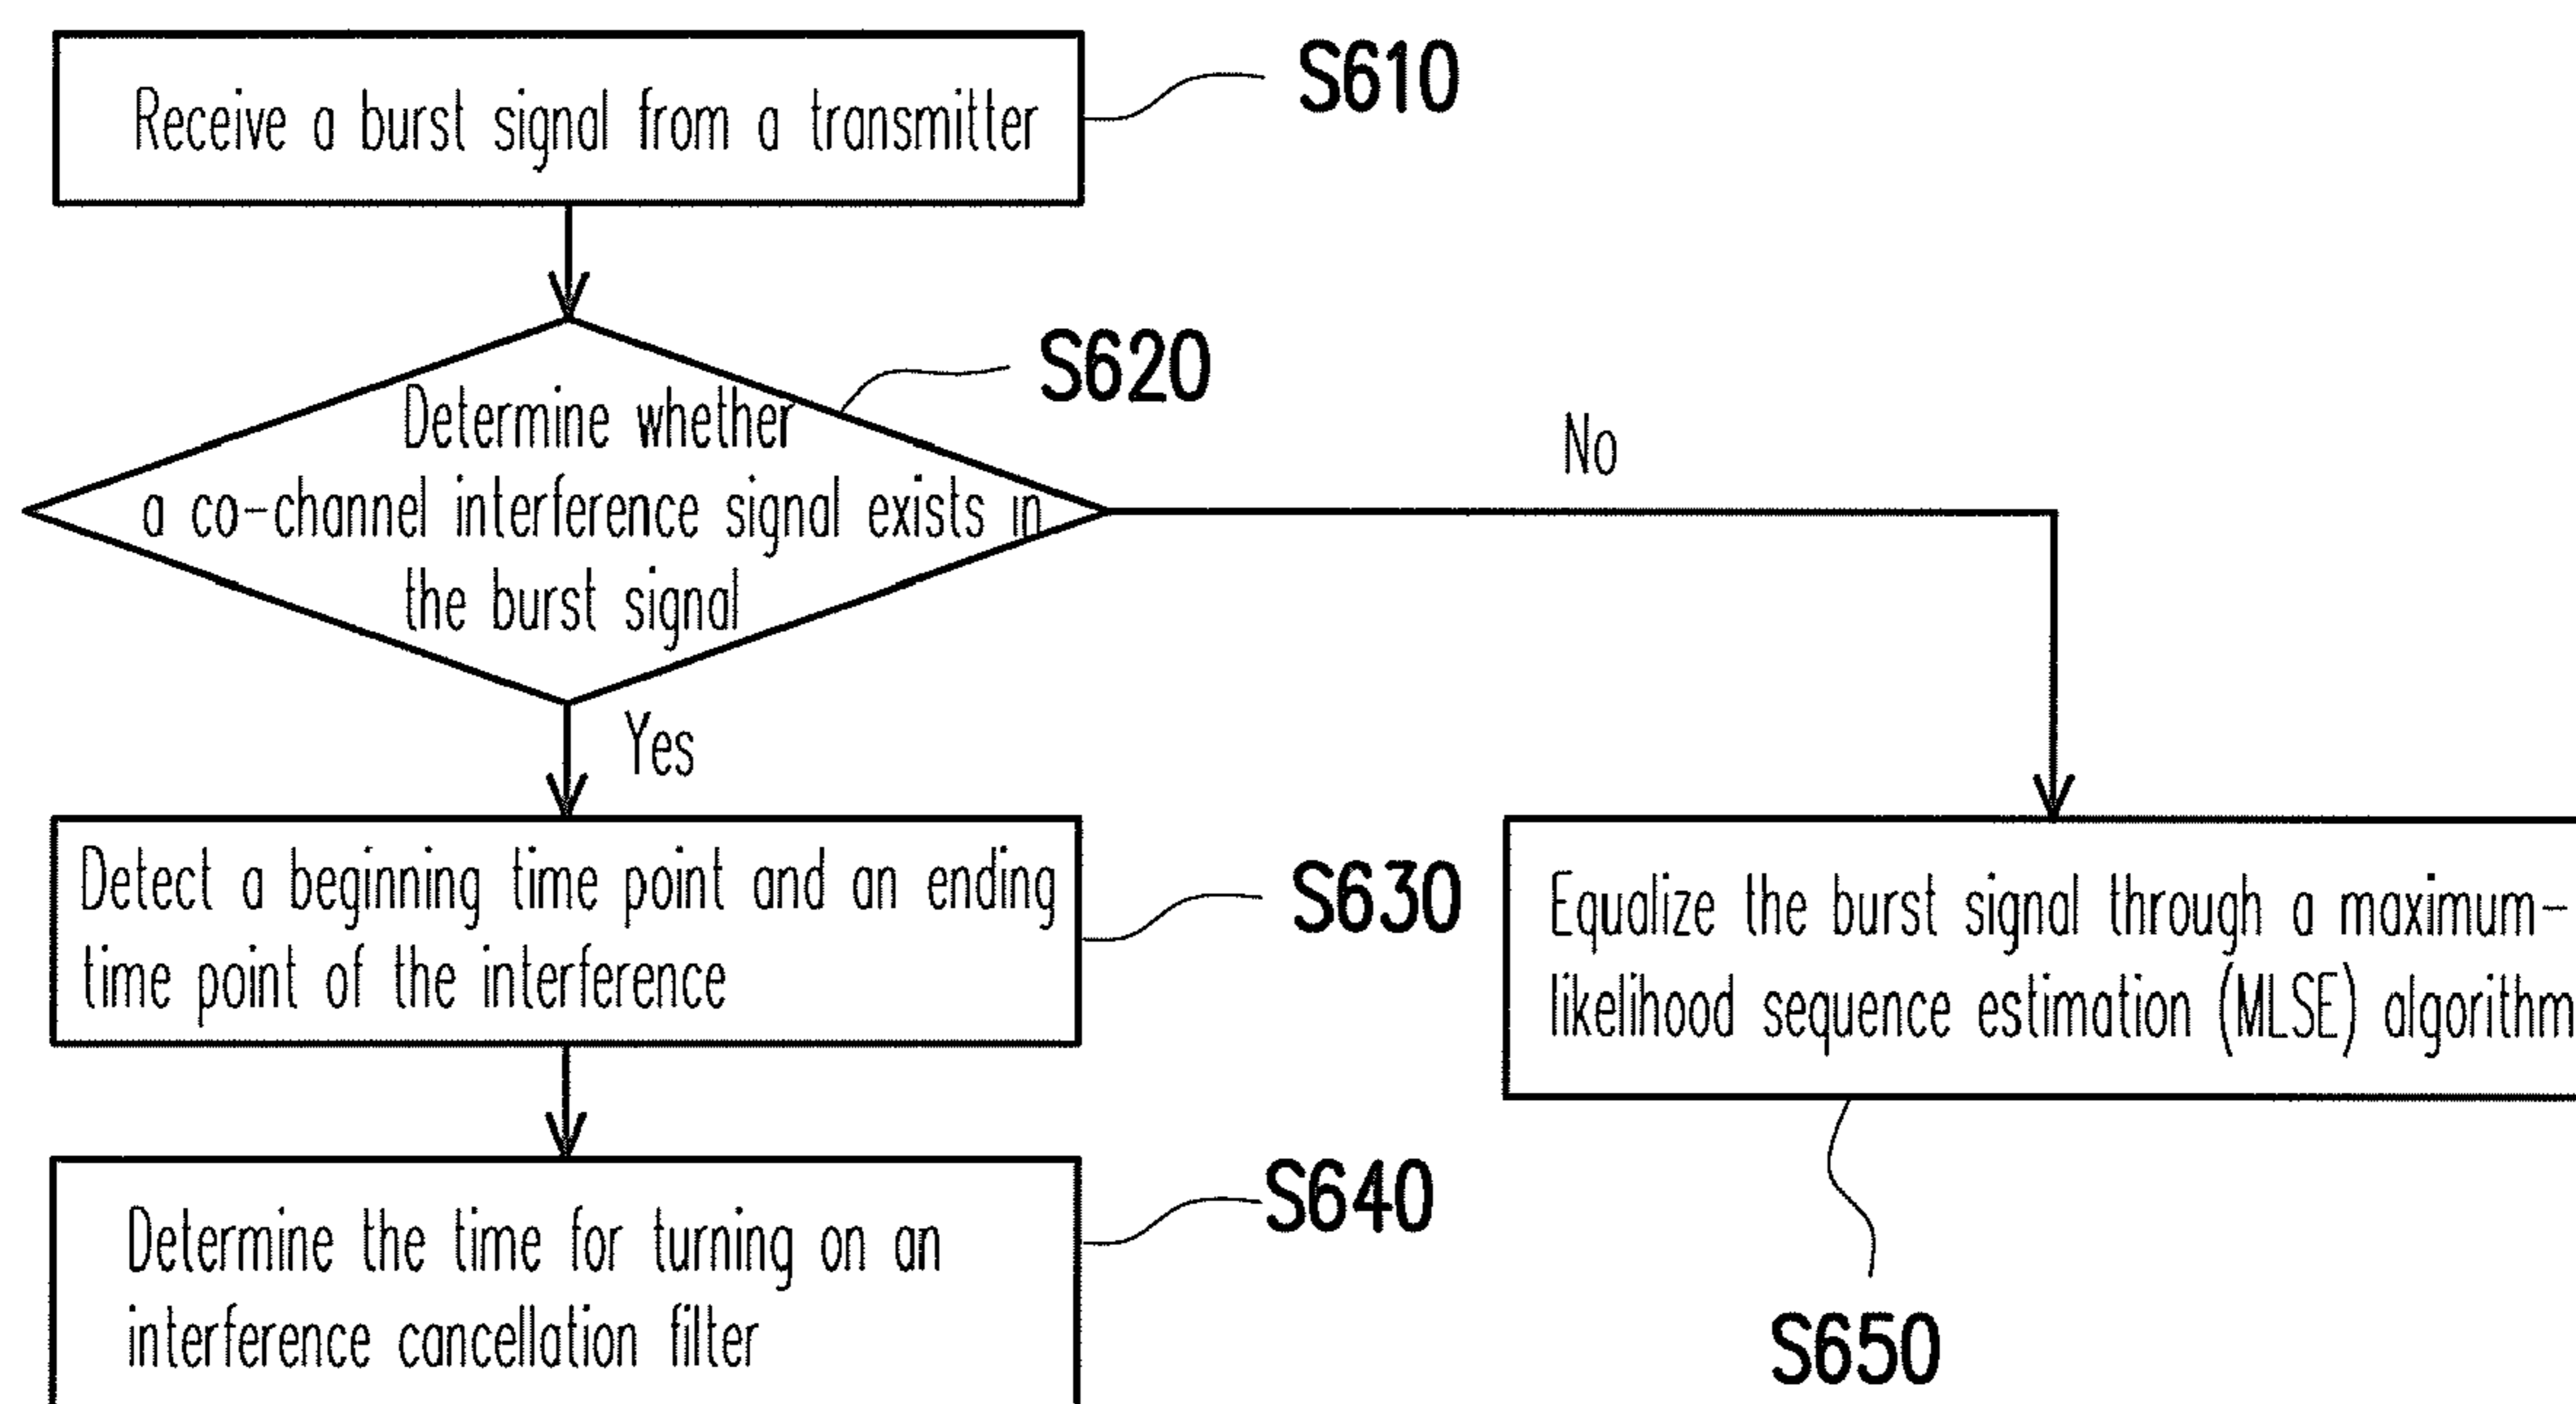 Receive a burst signal from a transmitter
S610
Determine whether
a co-channel interference signal exists in
the burst signal
S620
No
Yes
Detect a beginning time point and an ending
time point of the interference
S630
Equalize the burst signal through a maximum-
likelihood sequence estimation (MLSE) algorithm
Determine the time for turning on an
interference cancellation filter
S640
S650